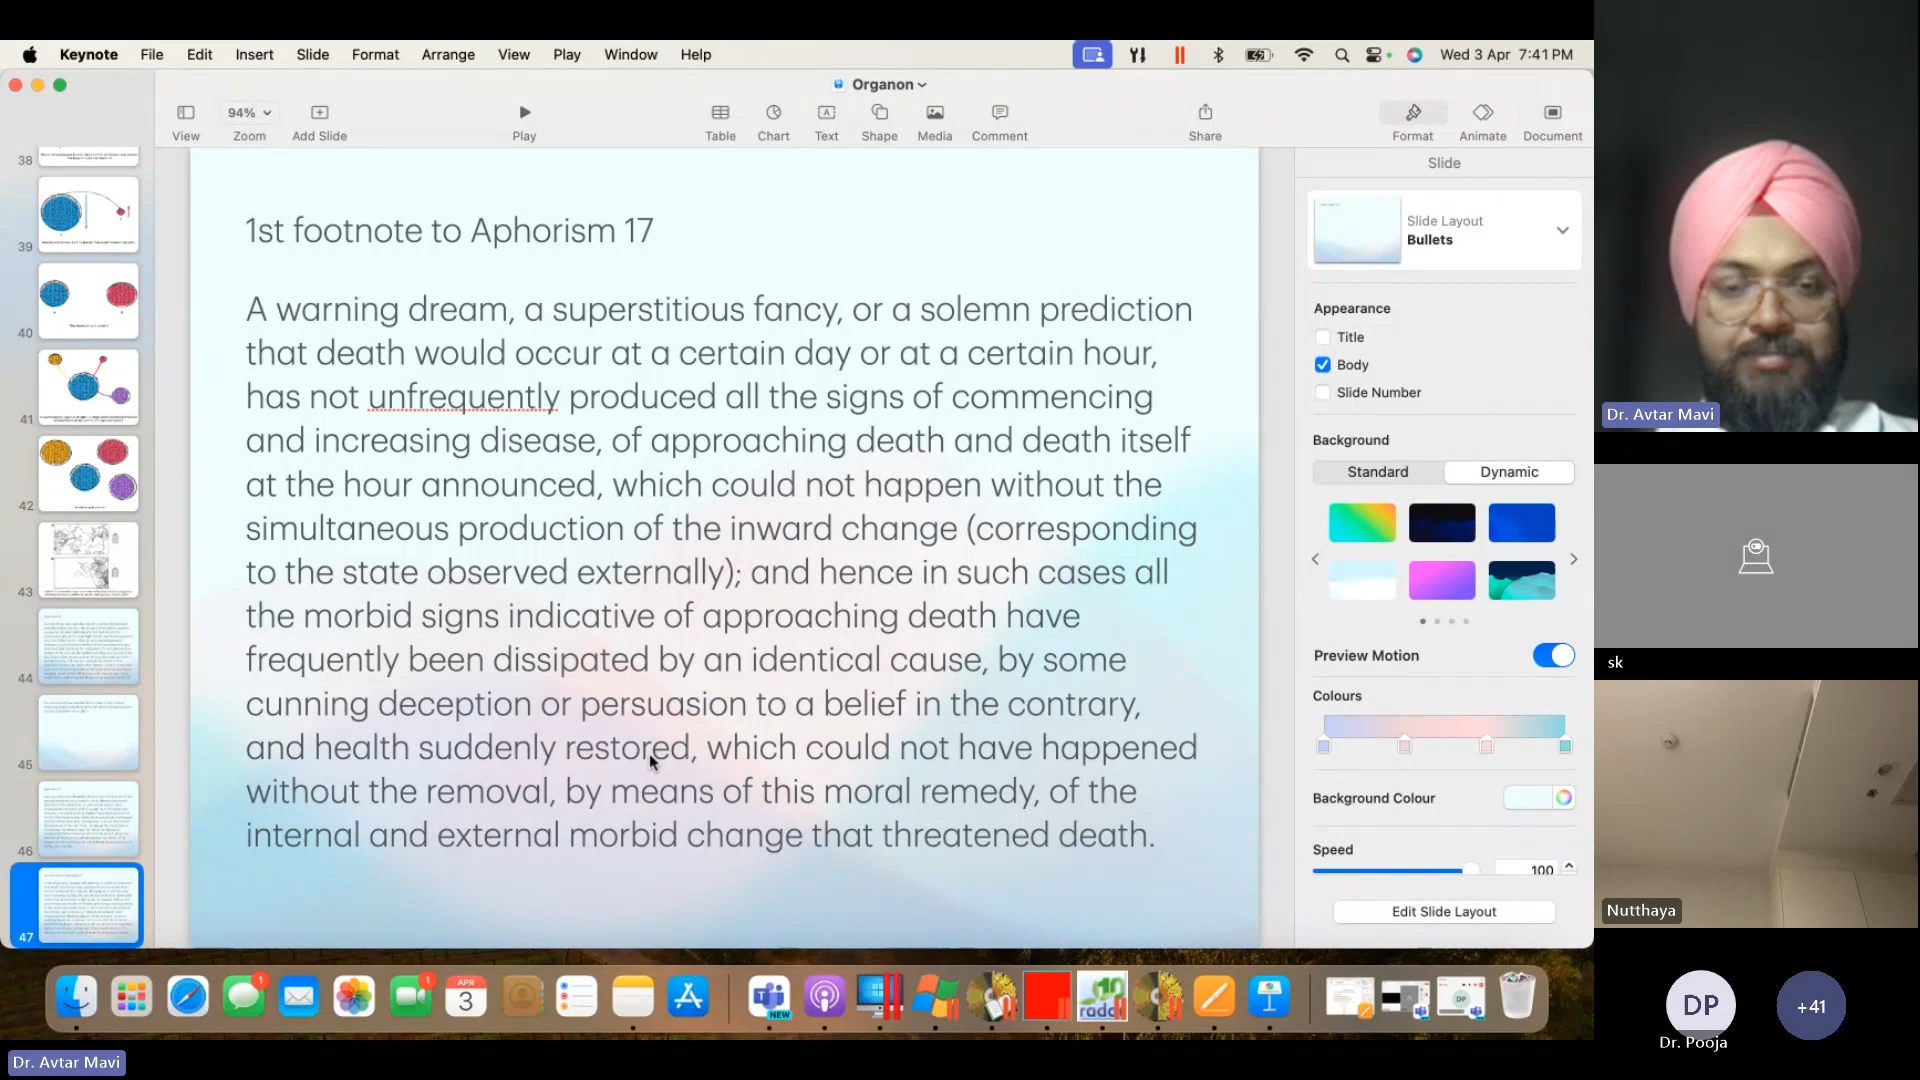 Keynote File Edit Insert Slide Format Arrange View Play Window Help
Wed 3 Apr 7:41 PM
Organon
94%
View Zoom Add Slide Play Table Chart Text Shape Media Comment Share Format Animate Document
38
39
40
41
42
43
44
45
46
47
1st footnote to Aphorism 17
A warning dream, a superstitious fancy, or a solemn prediction
that death would occur at a certain day or at a certain hour,
has not unfrequently produced all the signs of commencing
and increasing disease, of approaching death and death itself
at the hour announced, which could not happen without the
simultaneous production of the inward change (corresponding
to the state observed externally); and hence in such cases all
the morbid signs indicative of approaching death have
frequently been dissipated by an identical cause, by some
cunning deception or persuasion to a belief in the contrary,
and health suddenly restored, which could not have happened
without the removal, by means of this moral remedy, of the
internal and external morbid change that threatened death.
Slide
Slide Layout
Bullets
Appearance
Title
Body
Slide Number
Background
Standard Dynamic
Preview Motion
Colours
Background Colour
Speed
100
Edit Slide Layout
1
1
APR
3
NEW
DP
Dr. Avtar Mavi
Dr. Avtar Mavi
sk
Nutthaya
DP
Dr. Pooja
+41